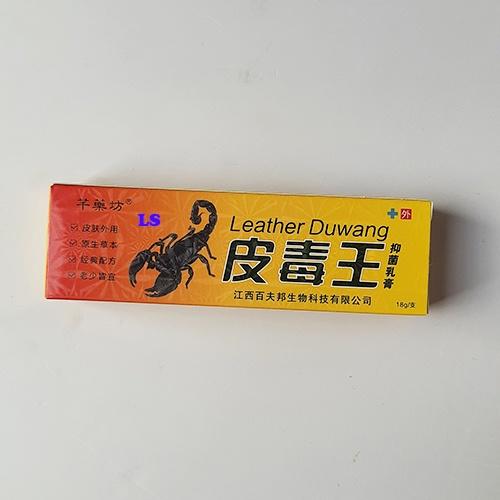 芊藥坊®
皮肤外用
原生草本
经典配方
老少皆宜
LS
Leather Duwang
皮毒王
抑菌乳膏
江西百夫邦生物科技有限公司
外
18g/支